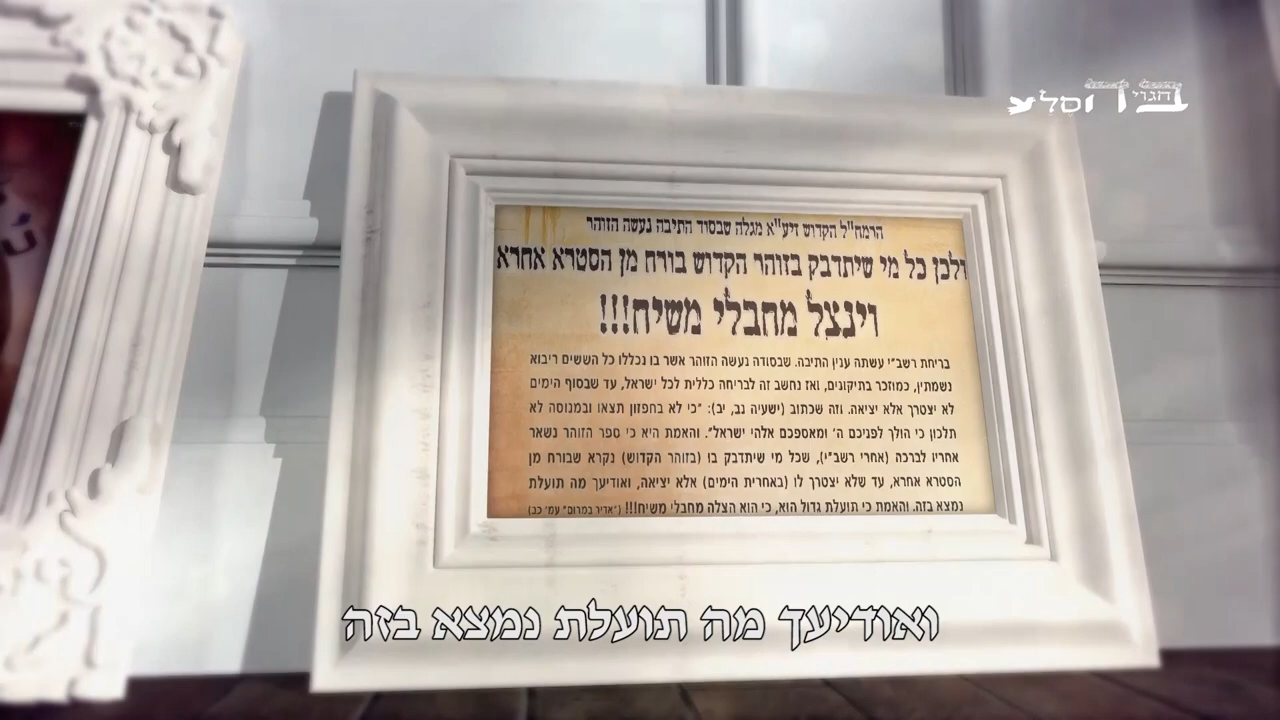 בחגויהוסלע
הרמח"ל הקדוש זיע"א מגלה שבסוד התיבה נעשה הזוהר
ולכן כל מי שיתדבק בזוהר הקדוש בורח מן הסטרא אחרא
וינצל מחבלי משיח!!!
בריחת רשב"י עשתה ענין התיבה. שבסודה נעשה הזוהר אשר בו נכללו כל הששים ריבוא
נשמתין, כמוזכר בתיקונים, ואז נחשב זה לבריחה כללית לכל ישראל, עד שבסוף הימים
לא יצטרך אלא יציאה. וזה שכתוב (ישעיה נב, יב): "כי לא בחפזון תצאו ובמנוסה לא
תלכון כי הולך לפניכם ה' ומאספכם אלהי ישראל". והאמת היא כי ספר הזוהר נשאר
אחריו לברכה (אחרי רשב"י), שכל מי שיתדבק בו (בזוהר הקדוש) נקרא שבורח מן
הסטרא אחרא, עד שלא יצטרך לו (באחרית הימים) אלא יציאה, ואודיעך מה תועלת
נמצא בזה. והאמת כי תועלת גדול הוא, כי הוא הצלה מחבלי משיח!!! ("אדיר במרום" עמ' כב)
ואודיעך מה תועלת נמצא בזה